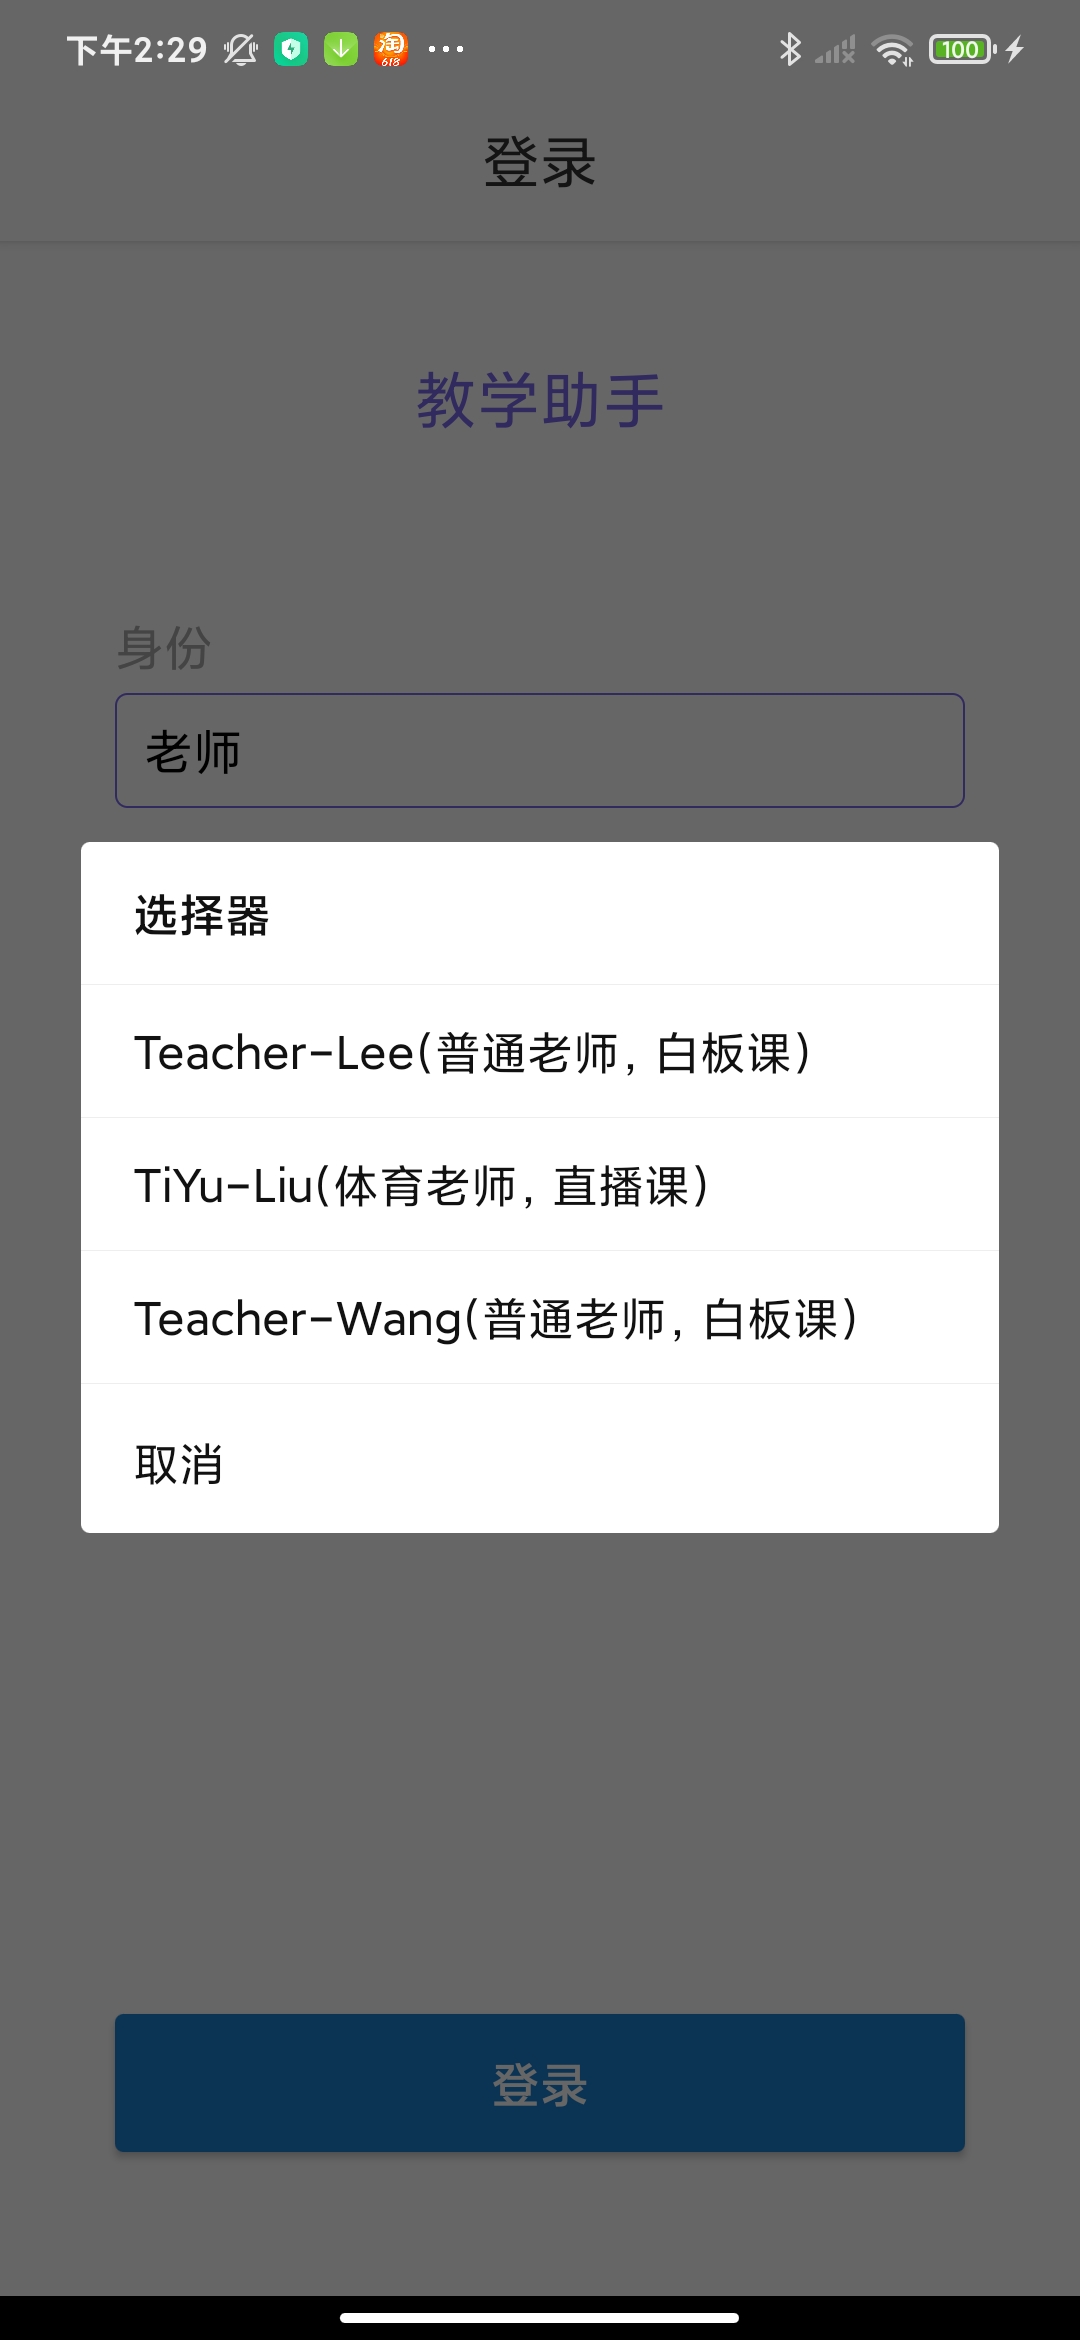 下午2:29
淘
618
100
登录
教学助手
身份
老师
选择器
Teacher-Lee(普通老师, 白板课)
TiYu-Liu(体育老师, 直播课)
Teacher-Wang(普通老师, 白板课)
取消
登录